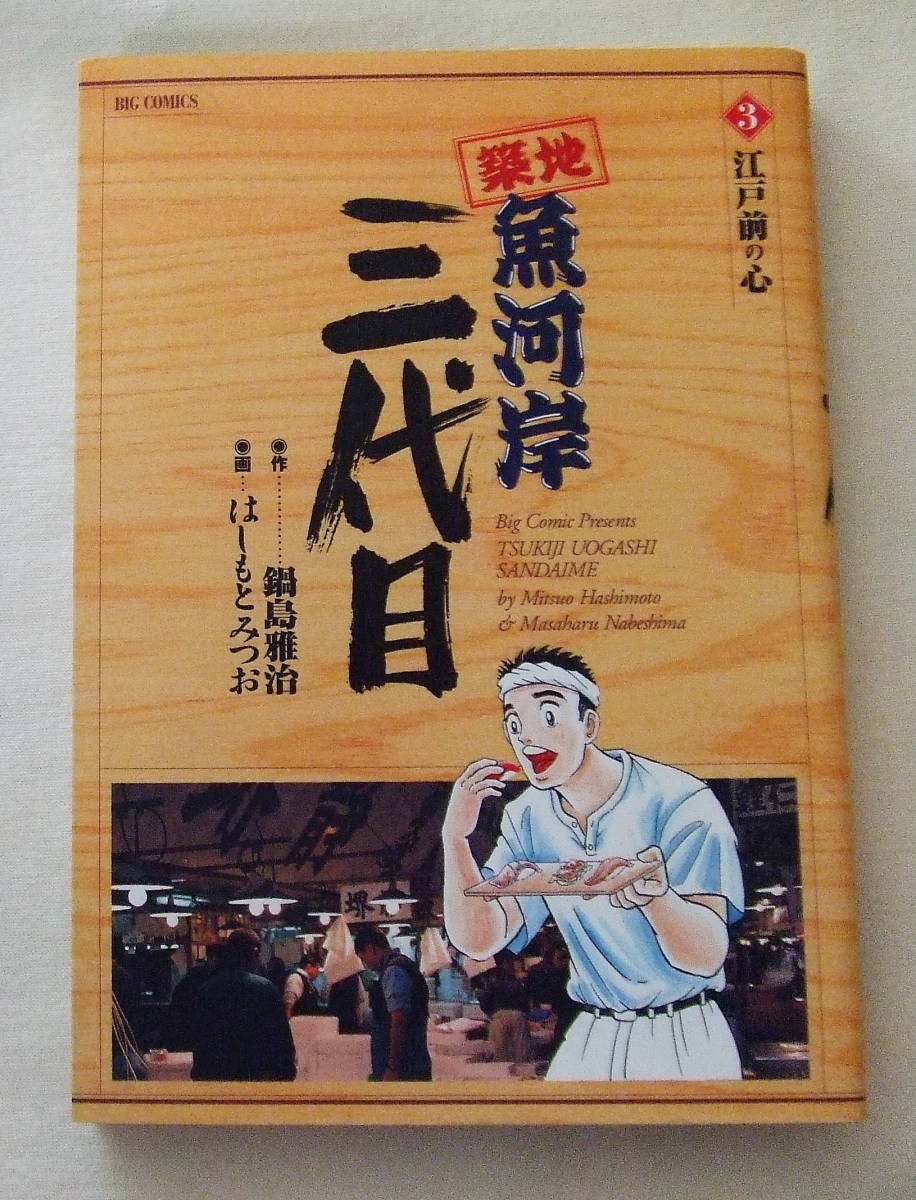 BIG COMICS
3
江戸前の心
築地
魚河岸
三代目
Big Comic Presents
TSUKIJI UOGASHI
SANDAIME
by Mitsuo Hashimoto
& Masaharu Nabeshima
◉作……………鍋島雅治
◉画…はしもとみつお
堺